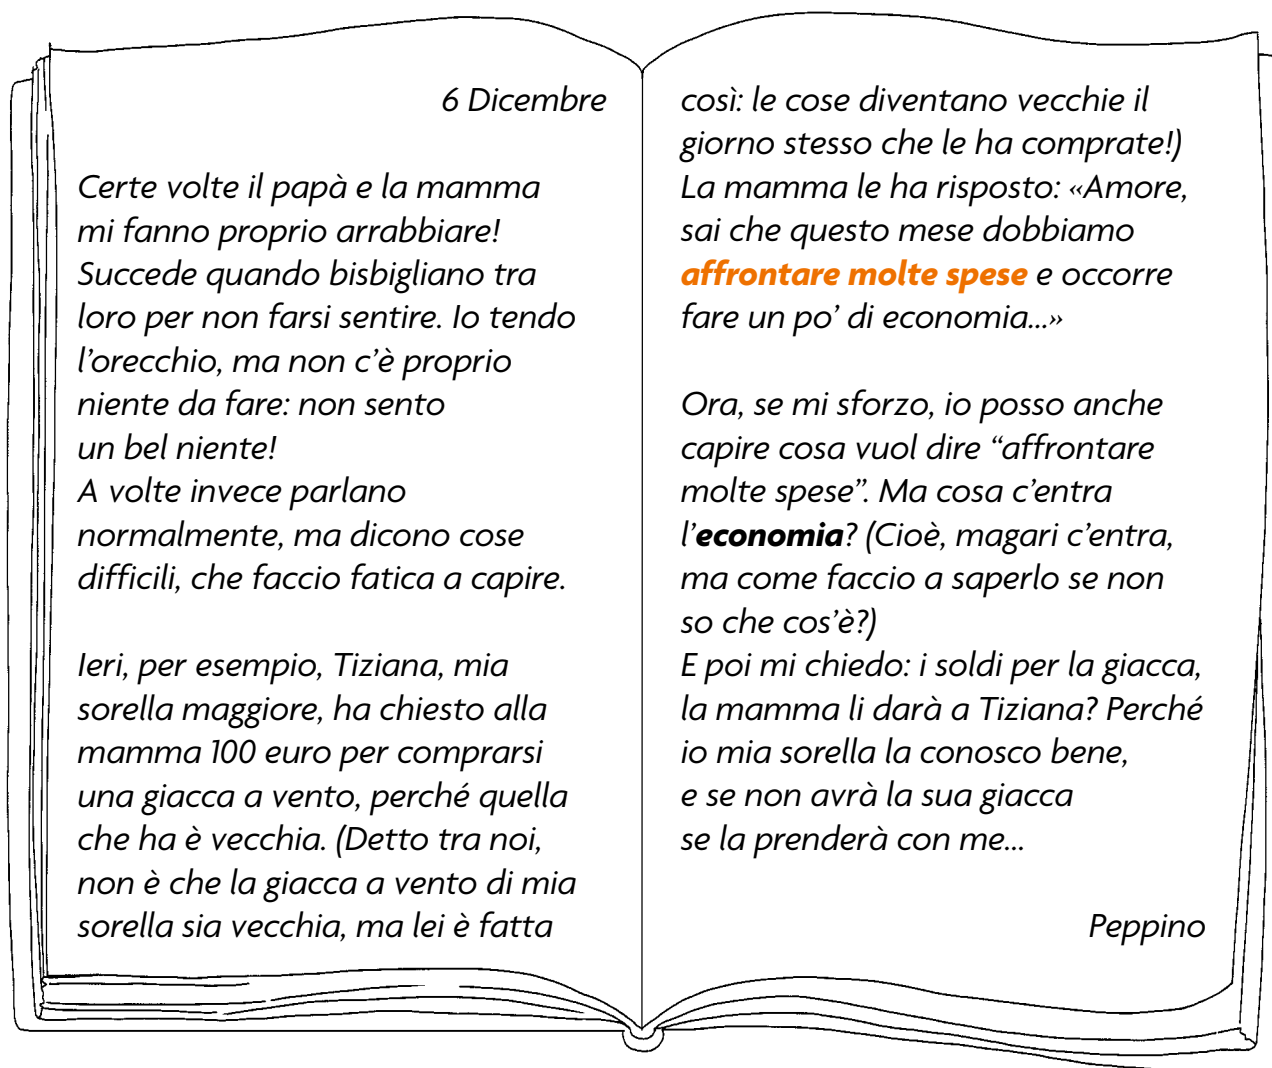 6 Dicembre
Certe volte il papà e la mamma
mi fanno proprio arrabbiare!
Succede quando bisbigliano tra
loro per non farsi sentire. Io tendo
l’orecchio, ma non c’è proprio
niente da fare: non sento
un bel niente!
A volte invece parlano
normalmente, ma dicono cose
difficili, che faccio fatica a capire.
Ieri, per esempio, Tiziana, mia
sorella maggiore, ha chiesto alla
mamma 100 euro per comprarsi
una giacca a vento, perché quella
che ha è vecchia. (Detto tra noi,
non è che la giacca a vento di mia
sorella sia vecchia, ma lei è fatta
così: le cose diventano vecchie il
giorno stesso che le ha comprate!)
La mamma le ha risposto: «Amore,
sai che questo mese dobbiamo
affrontare molte spese e occorre
fare un po’ di economia...»
Ora, se mi sforzo, io posso anche
capire cosa vuol dire “affrontare
molte spese”. Ma cosa c’entra
l’economia? (Cioè, magari c’entra,
ma come faccio a saperlo se non
so che cos’è?)
E poi mi chiedo: i soldi per la giacca,
la mamma li darà a Tiziana? Perché
io mia sorella la conosco bene,
e se non avrà la sua giacca
se la prenderà con me...
Peppino